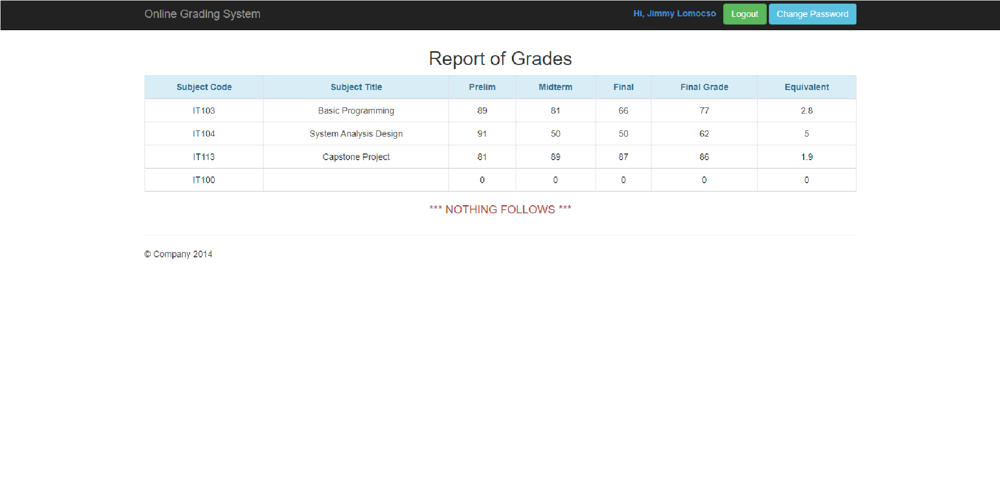 Online Grading System Hi, Jimmy Lomocso Logout Change Password
Report of Grades
Subject Code Subject Title Prelim Midterm Final Final Grade Equivalent
IT103 Basic Programming 89 81 66 77 2.8
IT104 System Analysis Design 91 50 50 62 5
IT113 Capstone Project 81 89 87 86 1.9
IT100 0 0 0 0 0
*** NOTHING FOLLOWS ***
© Company 2014